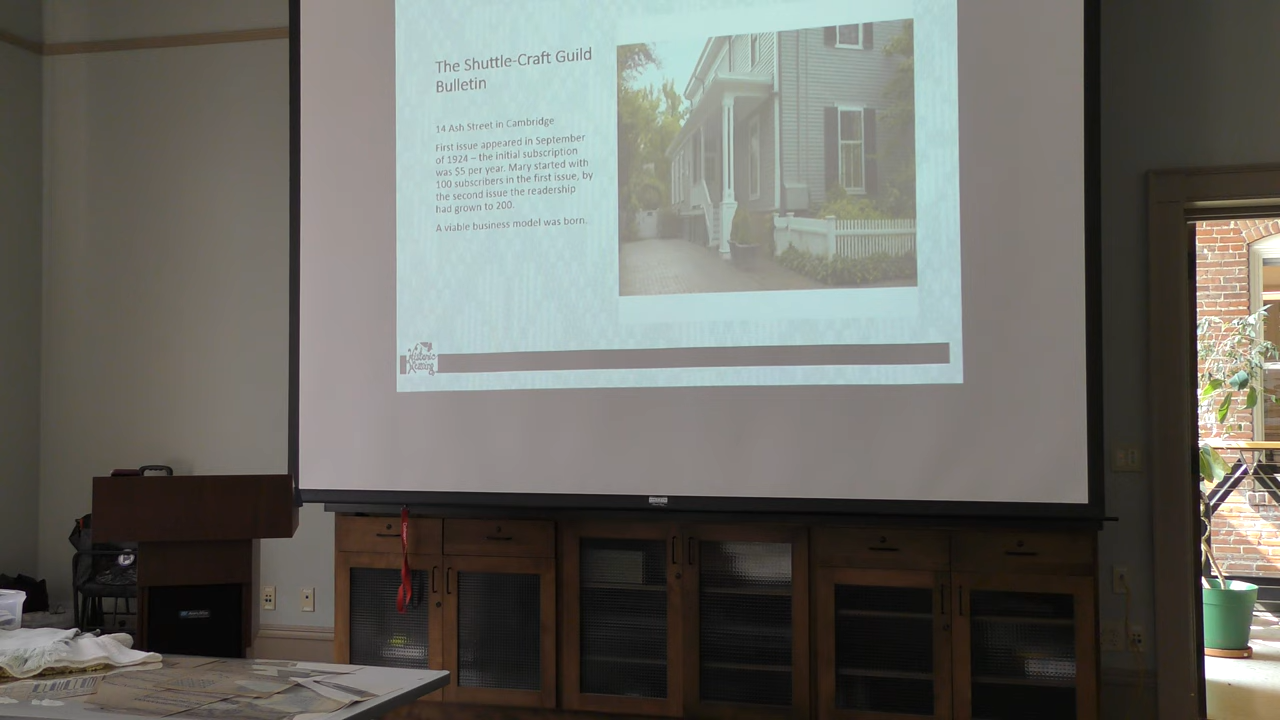 The Shuttle-Craft Guild
Bulletin
14 Ash Street in Cambridge
First issue appeared in September
of 1924 – the initial subscription
was $5 per year. Mary started with
100 subscribers in the first issue, by
the second issue the readership
had grown to 200.
A viable business model was born.
Historic